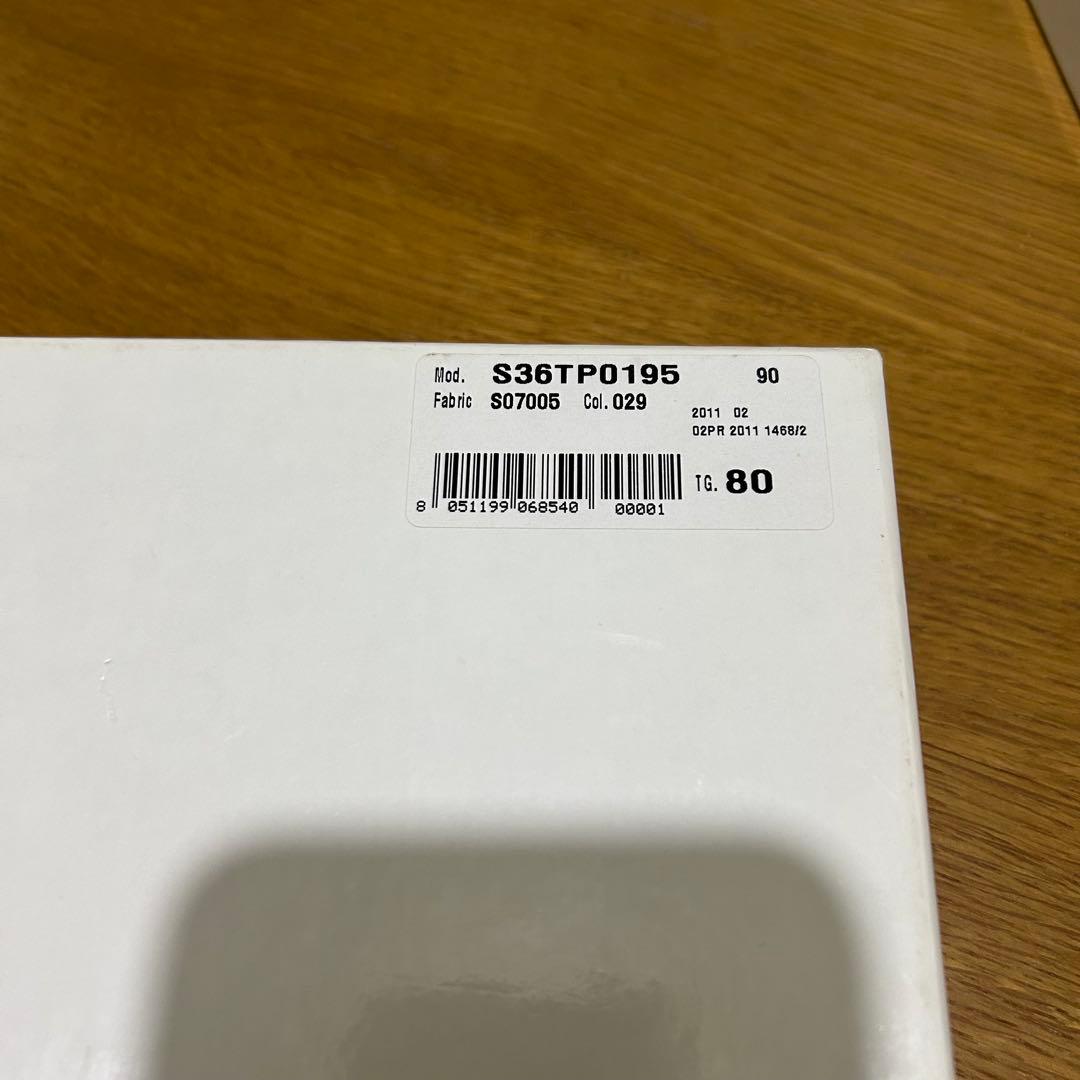 Mod. S36TP0195 90
Fabric S07005 Col. 029
2011 02
02PR 2011 1468/2
TG. 80
8 051199 068540 00001